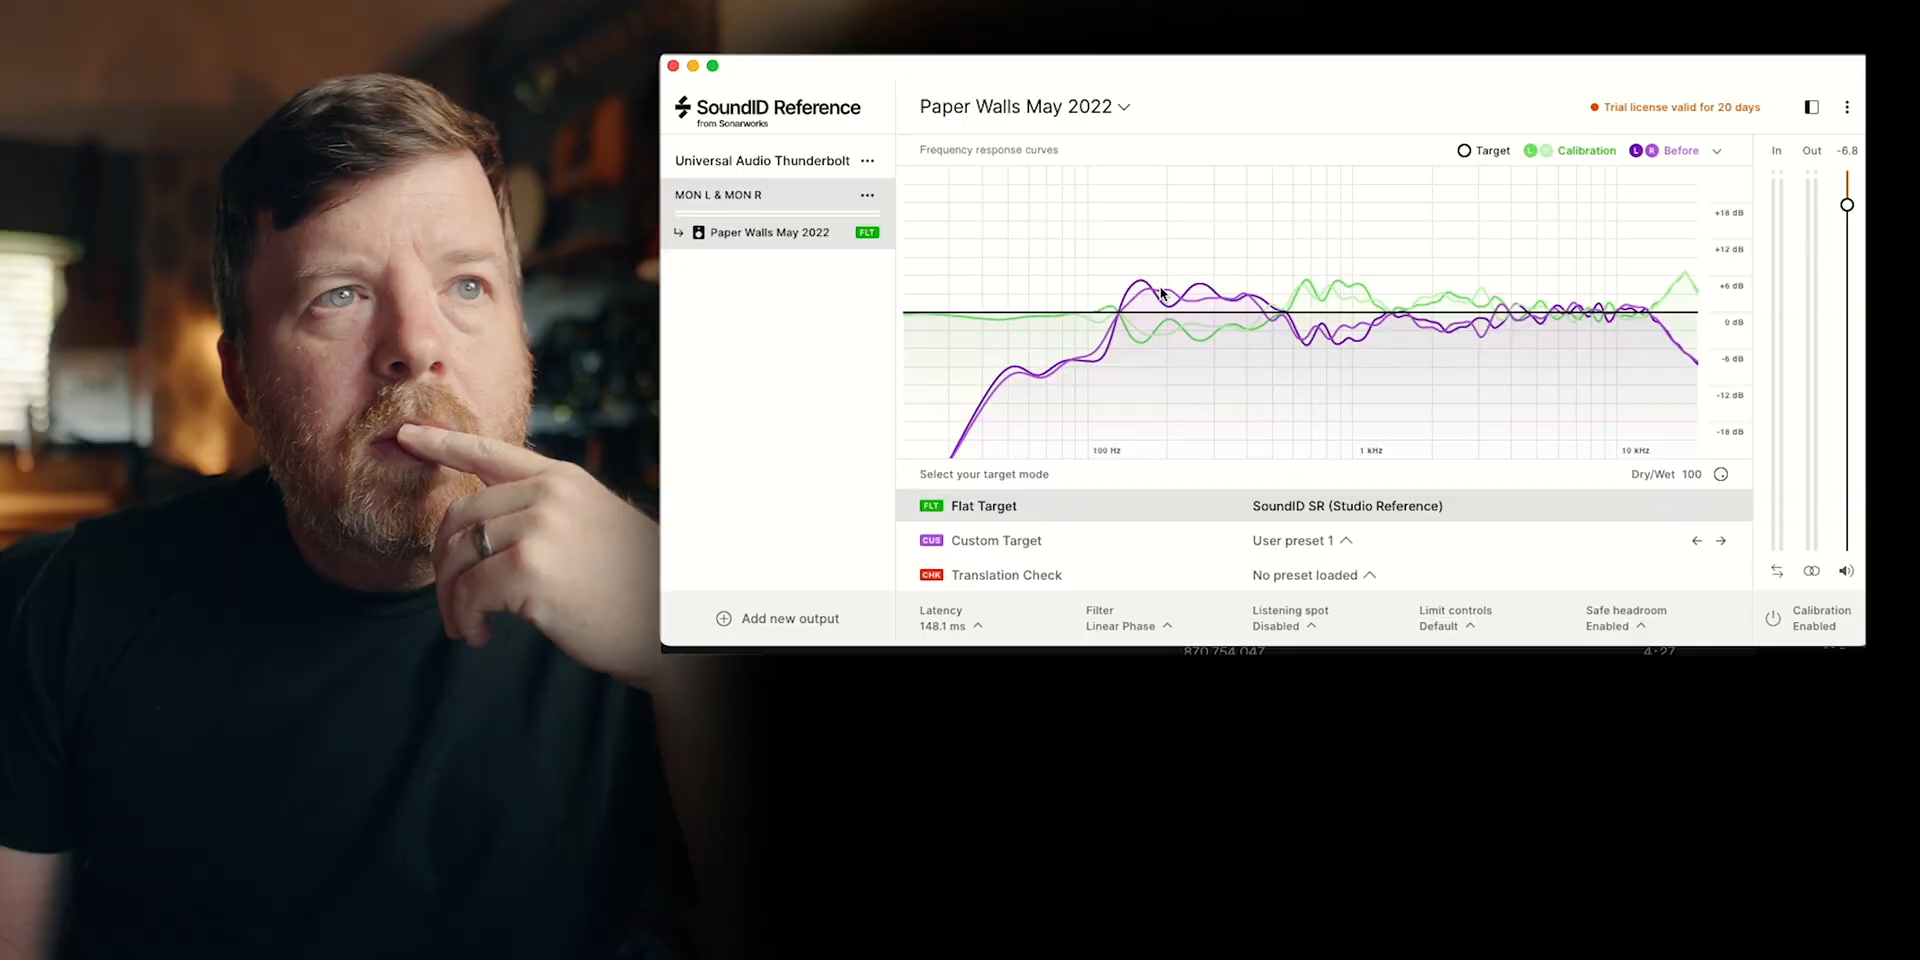 SoundID Reference
from Sonarworks
Paper Walls May 2022
Trial license valid for 20 days
Universal Audio Thunderbolt
MON L & MON R
Paper Walls May 2022 FLT
Add new output
Frequency response curves
Target
L Calibration
L R Before
In Out -6.8
+18 dB
+12 dB
+6 dB
0 dB
-6 dB
-12 dB
-18 dB
100 Hz 1 kHz 10 kHz
Select your target mode
Dry/Wet 100
FLT Flat Target SoundID SR (Studio Reference)
CUS Custom Target User preset 1
CHK Translation Check No preset loaded
Latency
148.1 ms
Filter
Linear Phase
Listening spot
Disabled
Limit controls
Default
Safe headroom
Enabled
Calibration
Enabled
870 754 047
4:27